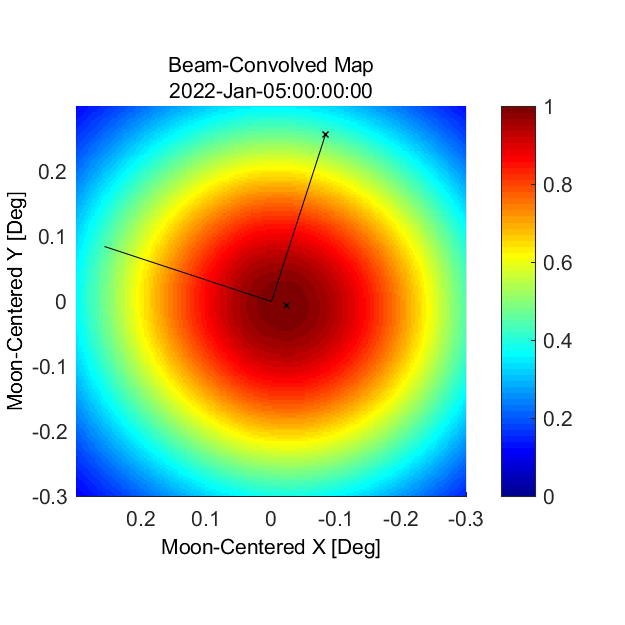 Beam-Convolved Map
2022-Jan-05:00:00:00:00
Moon-Centered Y [Deg]
0.2
0.1
0
-0.1
-0.2
-0.3
0.2 0.1 0 -0.1 -0.2 -0.3
Moon-Centered X [Deg]
1
0.8
0.6
0.4
0.2
0